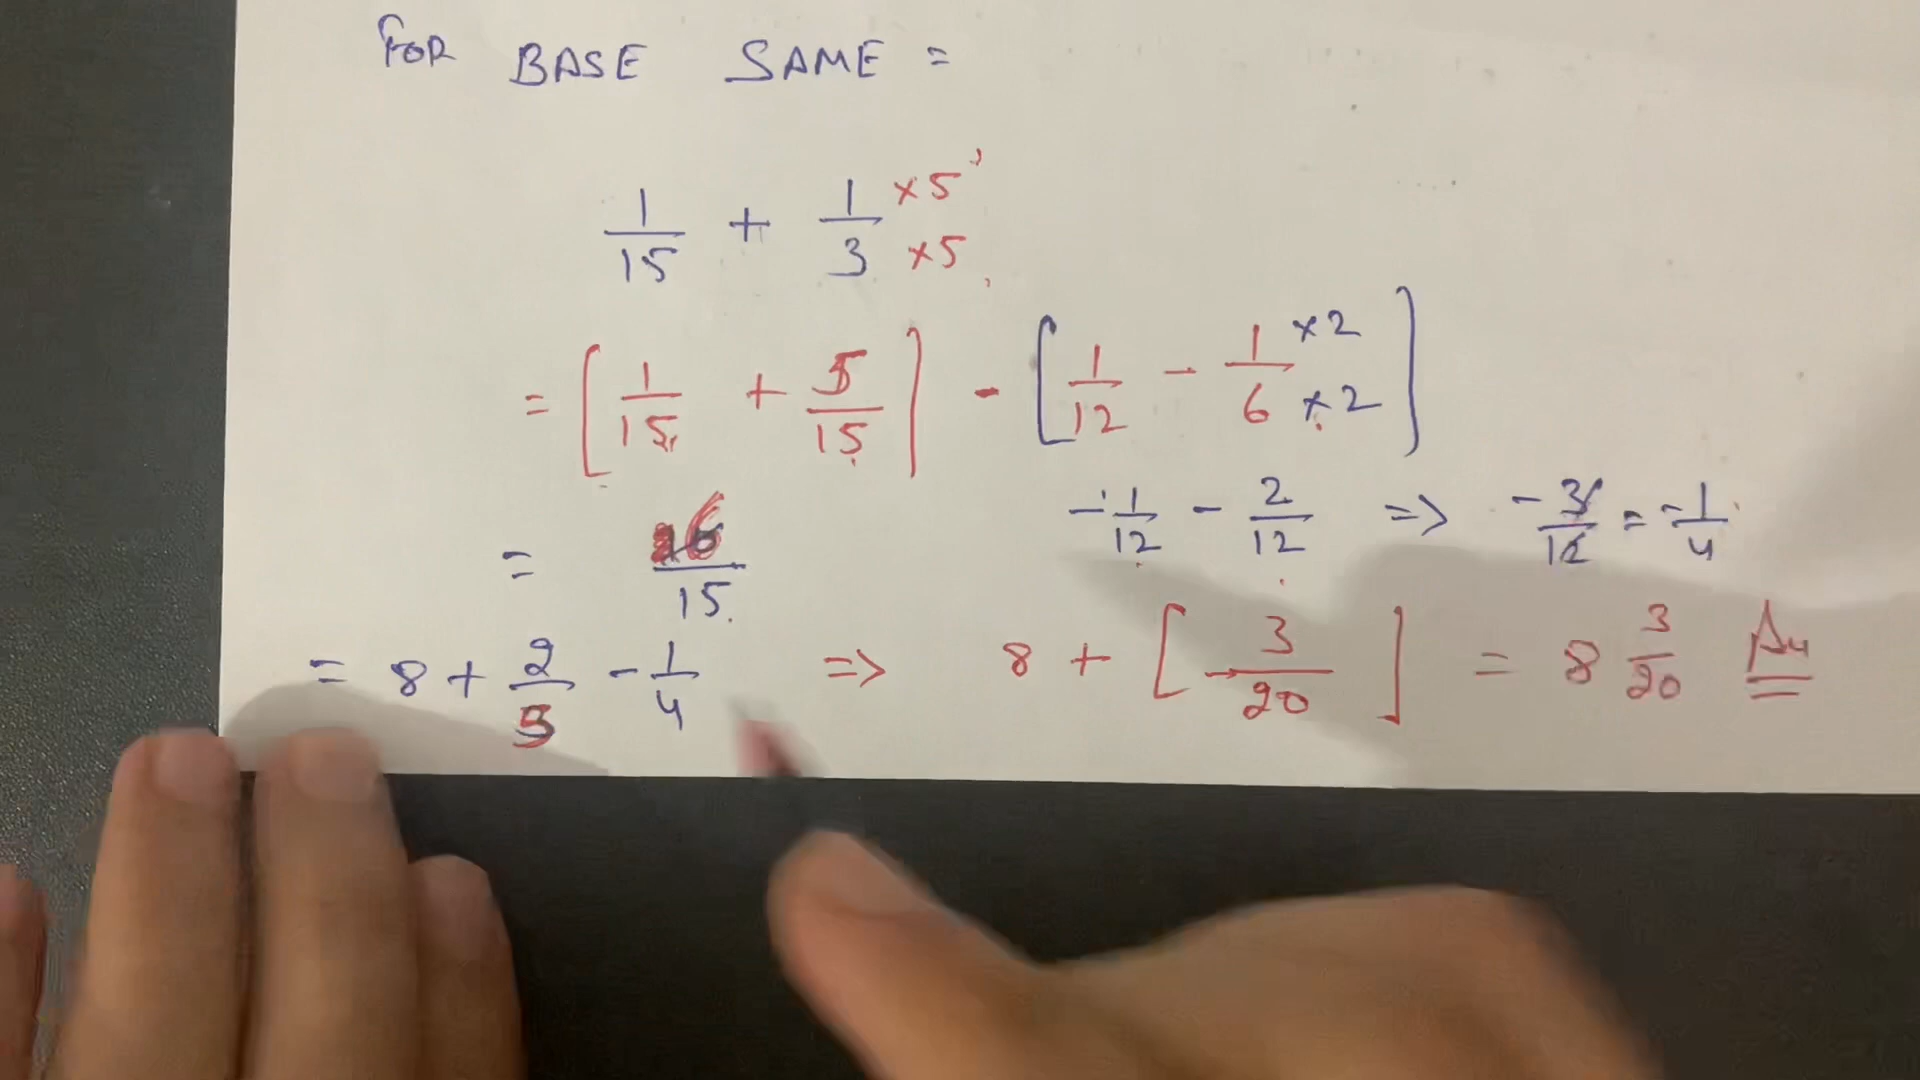 FOR BASE SAME =
1/15 + 1/3 ×5 ×5
= [1/15 + 5/15] - [1/12 - 1/6 ×2 ×2]
= 6/15
-1/12 - 2/12 => -3/12 = -1/4
= 8 + 2/5 - 1/4 => 8 + [3/20] = 8 3/20